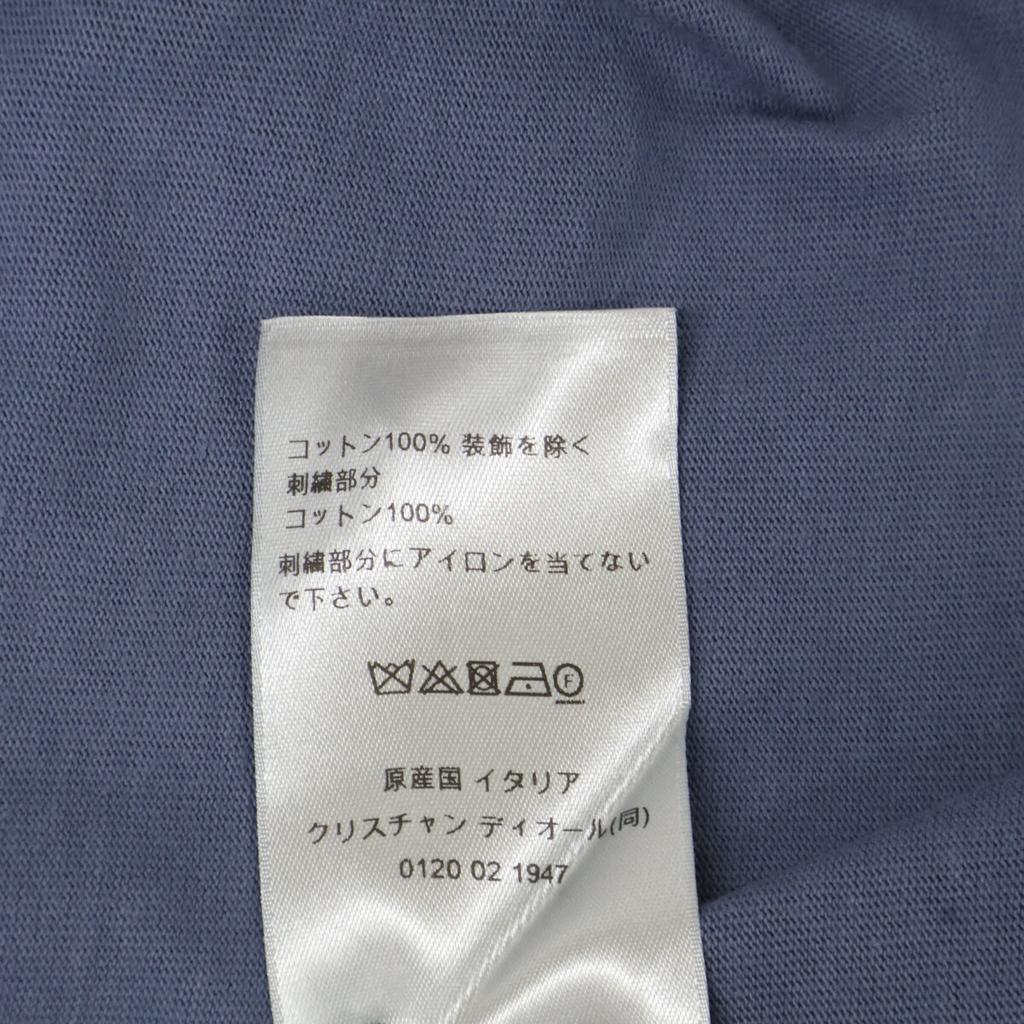 コットン100% 装飾を除く
刺繍部分
コットン100%
刺繍部分にアイロンを当てない
で下さい。
F
原産国 イタリア
クリスチャン ディオール(同)
0120 02 1947